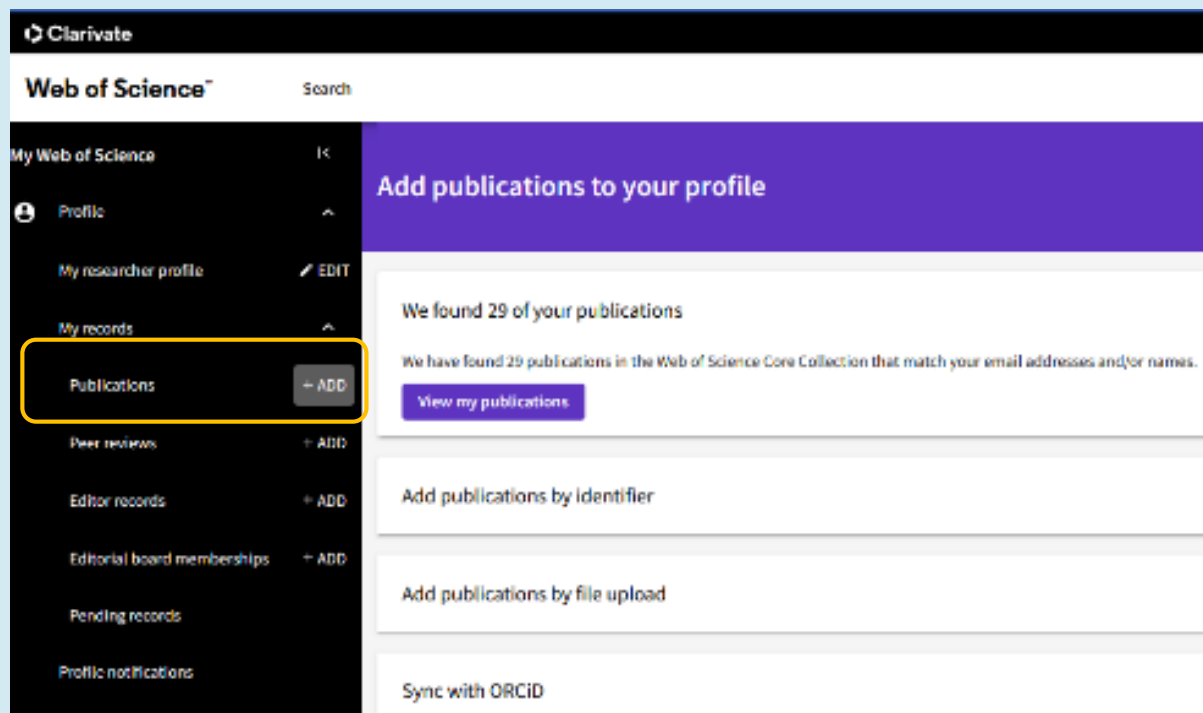 Clarivate
Web of Science™
Search
My Web of Science
Profile
My researcher profile
EDIT
My records
Publications
+ ADD
Peer reviews
+ ADD
Editor records
+ ADD
Editorial board memberships
+ ADD
Pending records
Profile notifications
Add publications to your profile
We found 29 of your publications
We have found 29 publications in the Web of Science Core Collection that match your email addresses and/or names.
View my publications
Add publications by identifier
Add publications by file upload
Sync with ORCiD